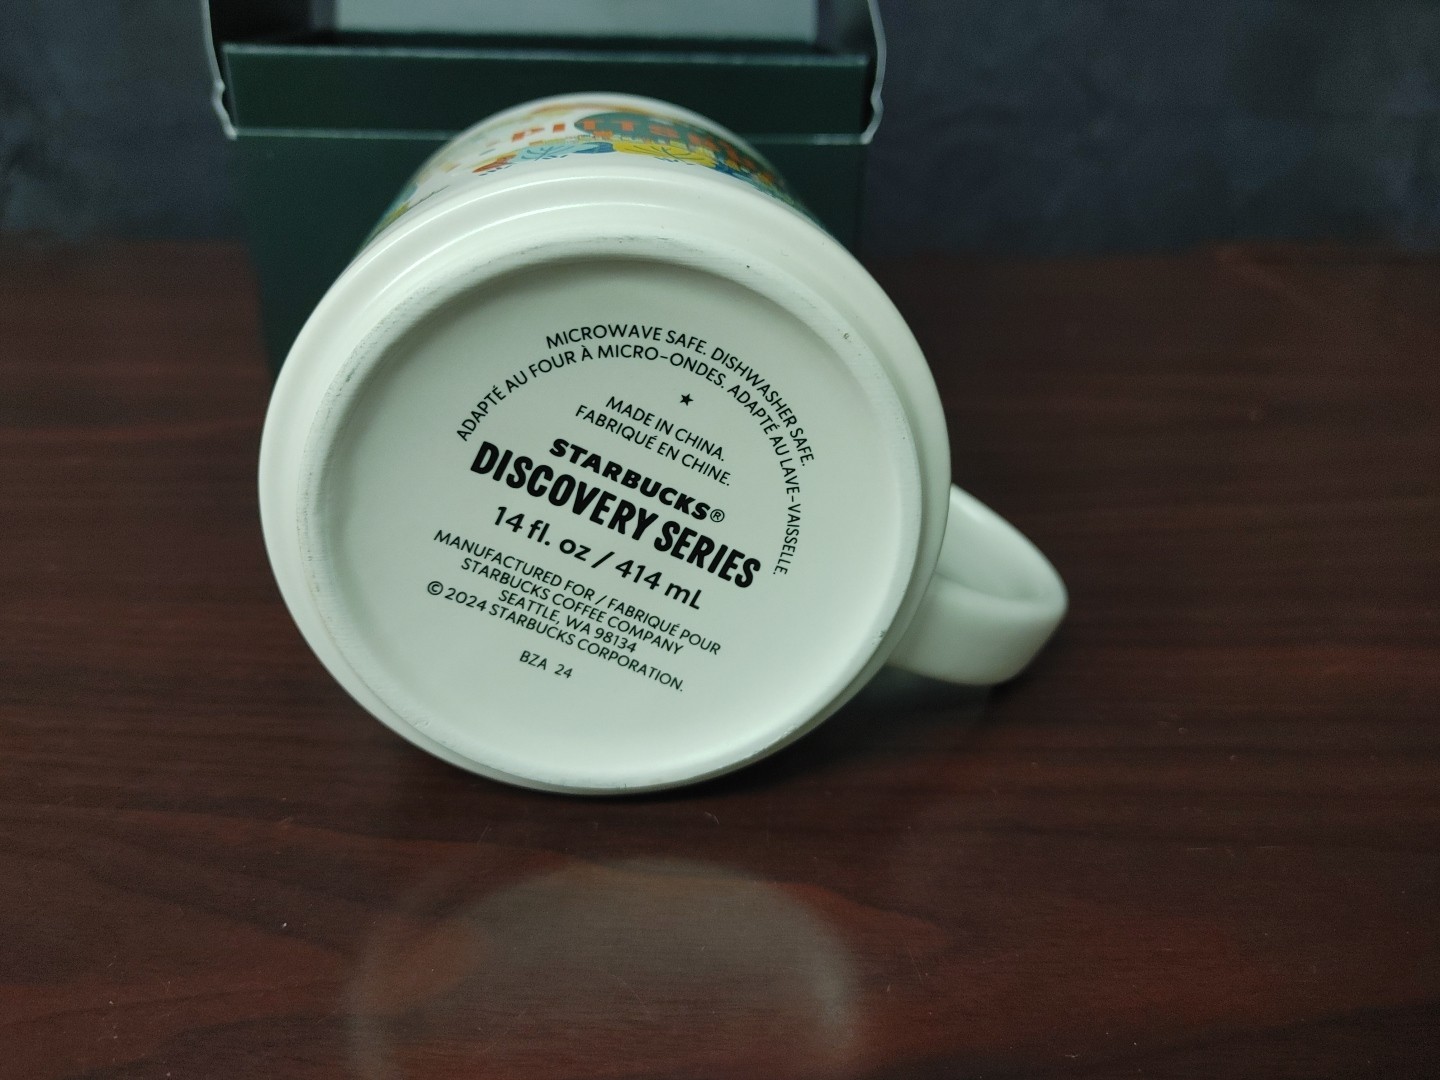 PITTSBURGH
MICROWAVE SAFE. DISHWASHER SAFE.
ADAPTÉ AU FOUR À MICRO-ONDES. ADAPTÉ AU LAVE-VAISSELLE
MADE IN CHINA.
FABRIQUÉ EN CHINE.
STARBUCKS®
DISCOVERY SERIES
14 fl. oz / 414 mL
MANUFACTURED FOR / FABRIQUÉ POUR
STARBUCKS COFFEE COMPANY
SEATTLE, WA 98134
© 2024 STARBUCKS CORPORATION.
BZA 24